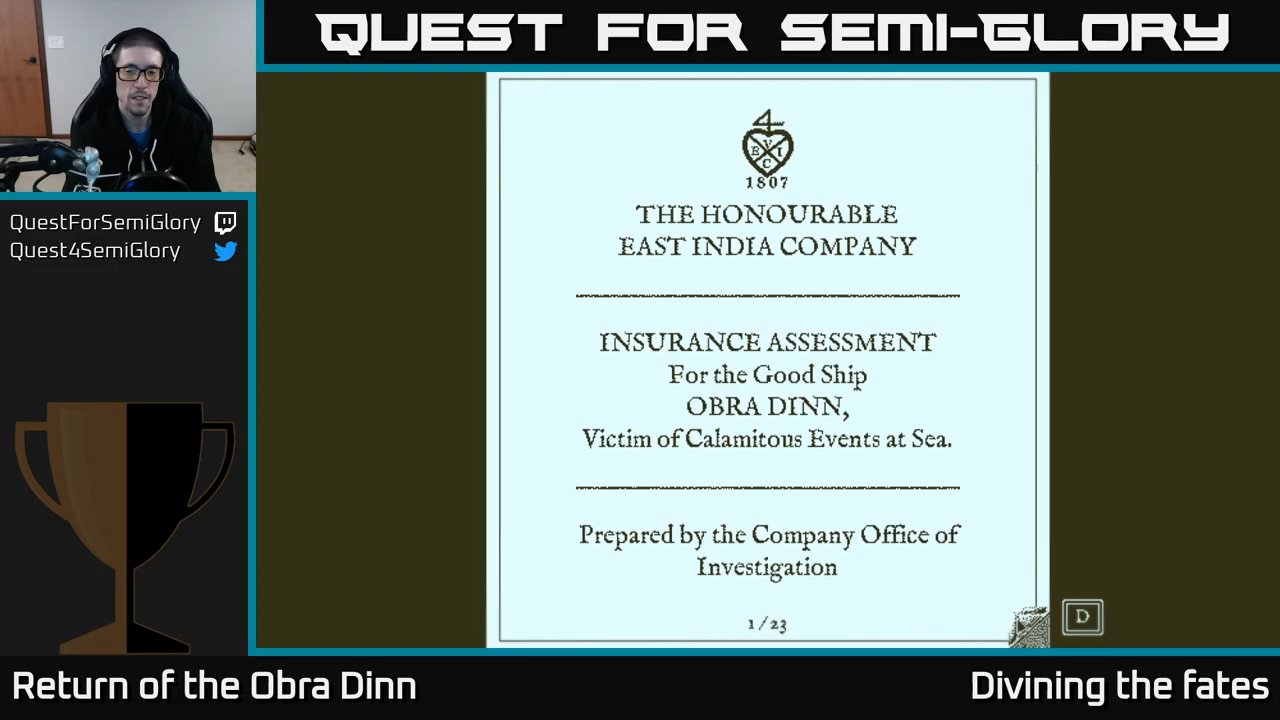 QUEST FOR SEMI-GLORY
QuestForSemiGlory
Quest4SemiGlory
4
V
E I
C
1807
THE HONOURABLE
EAST INDIA COMPANY
INSURANCE ASSESSMENT
For the Good Ship
OBRA DINN,
Victim of Calamitous Events at Sea.
Prepared by the Company Office of
Investigation
1/23
D
Return of the Obra Dinn
Divining the fates